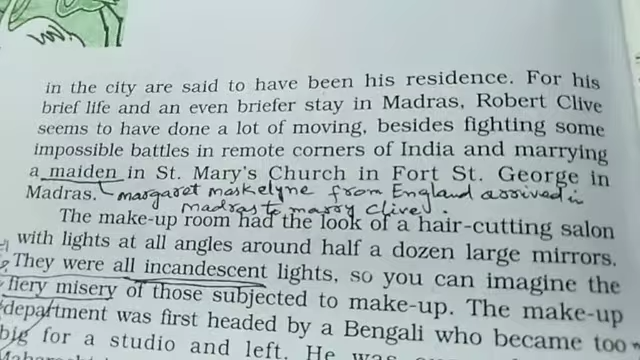 in the city are said to have been his residence. For his
brief life and an even briefer stay in Madras, Robert Clive
seems to have done a lot of moving, besides fighting some
impossible battles in remote corners of India and marrying
a maiden in St. Mary's Church in Fort St. George in
Madras. margaret maskelyne from England arrived in
madras to marry Clive.
The make-up room had the look of a hair-cutting salon
with lights at all angles around half a dozen large mirrors.
They were all incandescent lights, so you can imagine the
fiery misery of those subjected to make-up. The make-up
department was first headed by a Bengali who became too
big for a studio and left. He was